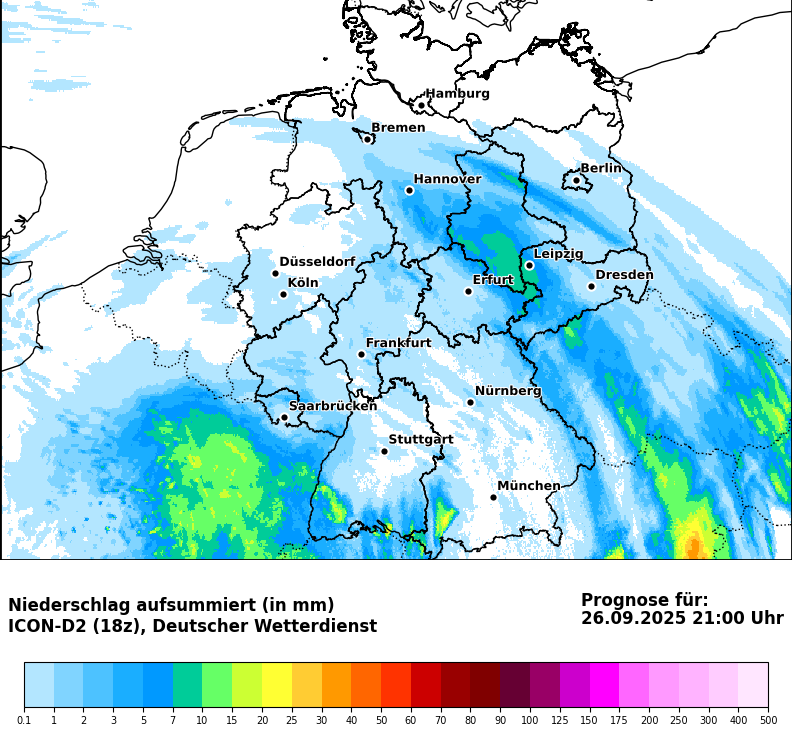 Hamburg
Bremen
Berlin
Hannover
Leipzig
Düsseldorf
Dresden
Erfurt
Köln
Frankfurt
Nürnberg
Saarbrücken
Stuttgart
München
Niederschlag aufsummiert (in mm)
ICON-D2 (18z), Deutscher Wetterdienst
Prognose für:
26.09.2025 21:00 Uhr
0.1 1 2 3 5 7 10 15 20 25 30 40 50 60 70 80 90 100 125 150 175 200 250 300 400 500